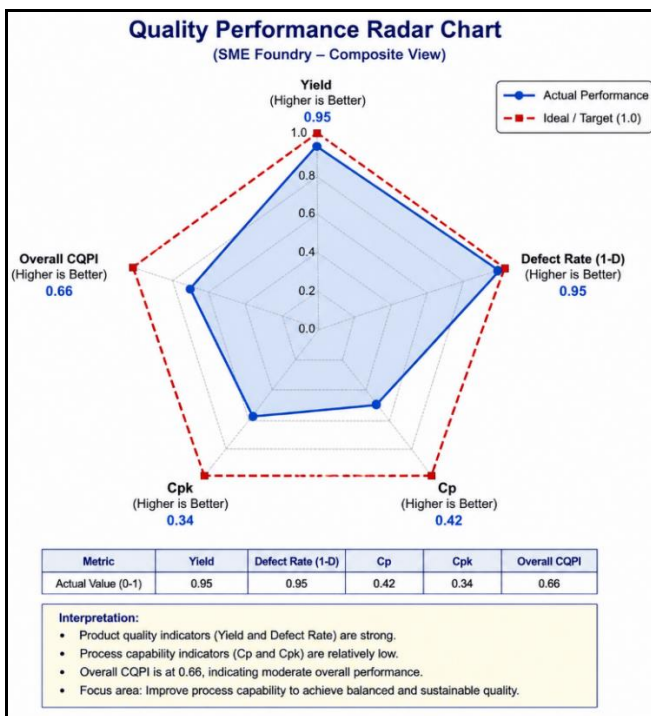 Quality Performance Radar Chart
(SME Foundry – Composite View)
Yield
(Higher is Better)
0.95
Actual Performance
Ideal / Target (1.0)
1.0
0.8
0.6
0.4
0.2
0.0
Overall CQPI
(Higher is Better)
0.66
Defect Rate (1-D)
(Higher is Better)
0.95
Cpk
(Higher is Better)
0.34
Cp
(Higher is Better)
0.42
Metric Yield Defect Rate (1-D) Cp Cpk Overall CQPI
Actual Value (0-1) 0.95 0.95 0.42 0.34 0.66
Interpretation:
• Product quality indicators (Yield and Defect Rate) are strong.
• Process capability indicators (Cp and Cpk) are relatively low.
• Overall CQPI is at 0.66, indicating moderate overall performance.
• Focus area: Improve process capability to achieve balanced and sustainable quality.